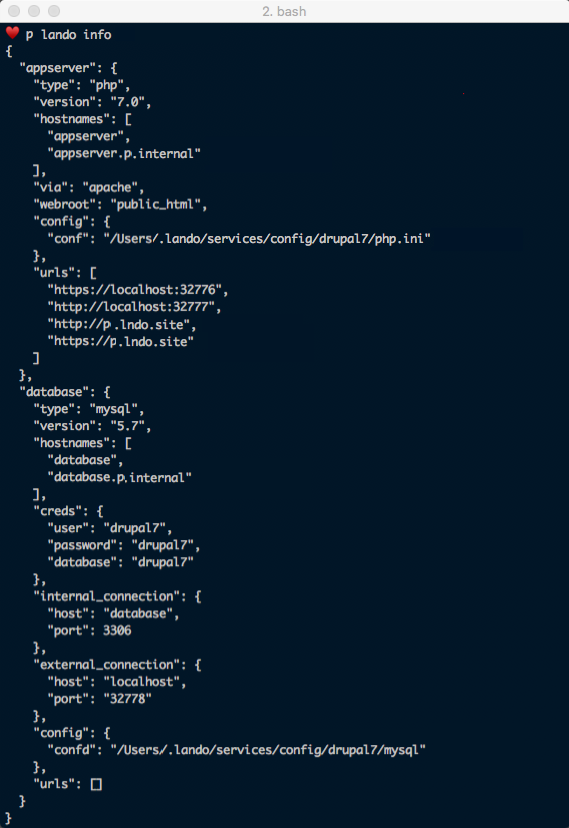 2. bash
❤️ p lando info
{
  "appserver": {
    "type": "php",
    "version": "7.0",
    "hostnames": [
      "appserver",
      "appserver.p.internal"
    ],
    "via": "apache",
    "webroot": "public_html",
    "config": {
      "conf": "/Users/.lando/services/config/drupal7/php.ini"
    },
    "urls": [
      "https://localhost:32776",
      "http://localhost:32777",
      "http://p.lndo.site",
      "https://p.lndo.site"
    ]
  },
  "database": {
    "type": "mysql",
    "version": "5.7",
    "hostnames": [
      "database",
      "database.p.internal"
    ],
    "creds": {
      "user": "drupal7",
      "password": "drupal7",
      "database": "drupal7"
    },
    "internal_connection": {
      "host": "database",
      "port": 3306
    },
    "external_connection": {
      "host": "localhost",
      "port": "32778"
    },
    "config": {
      "confd": "/Users/.lando/services/config/drupal7/mysql"
    },
    "urls": []
  }
}